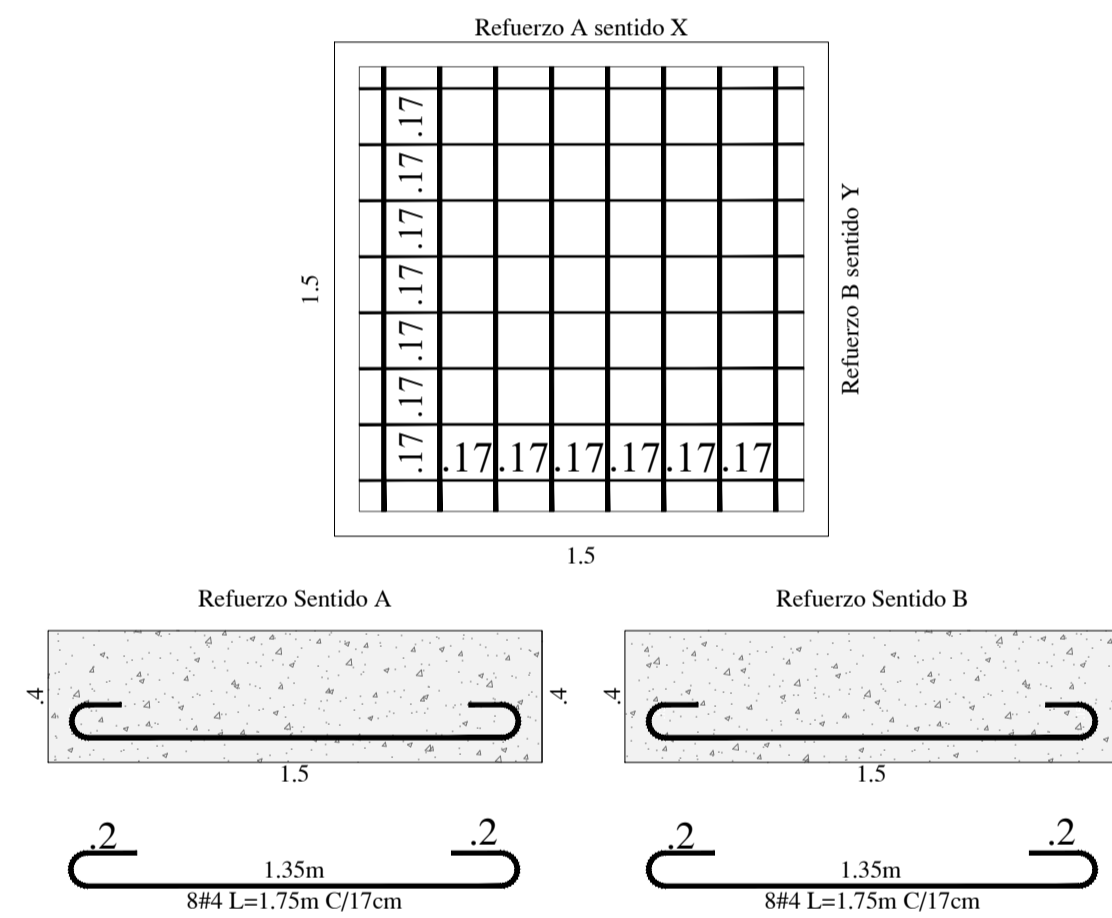 Refuerzo A sentido X
.17
.17
.17
.17
.17
.17
.17
.17 .17 .17 .17 .17 .17
1.5
Refuerzo B sentido Y
1.5
Refuerzo Sentido A
.4
.4
1.5
.2
.2
1.35m
8#4 L=1.75m C/17cm
Refuerzo Sentido B
.4
1.5
.2
.2
1.35m
8#4 L=1.75m C/17cm